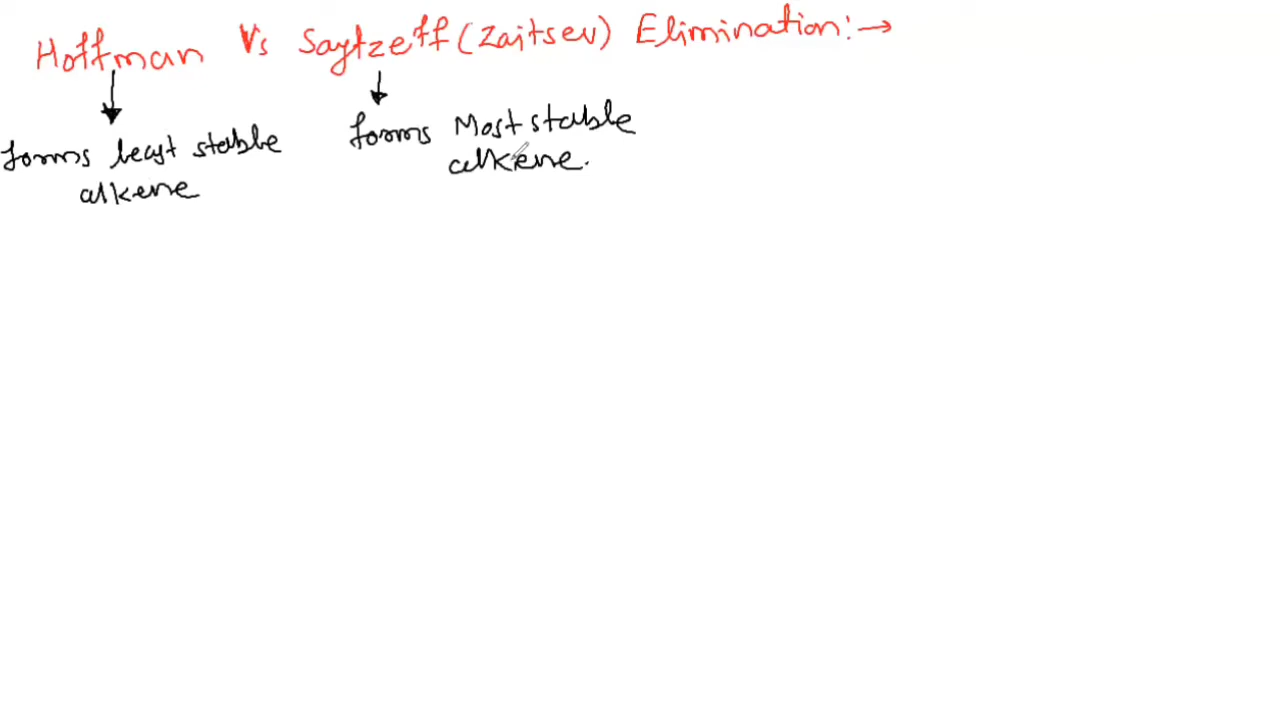 Hoffman Vs Saytzeff (Zaitsev) Elimination:→
forms least stable
alkene
forms Most stable
alkene.